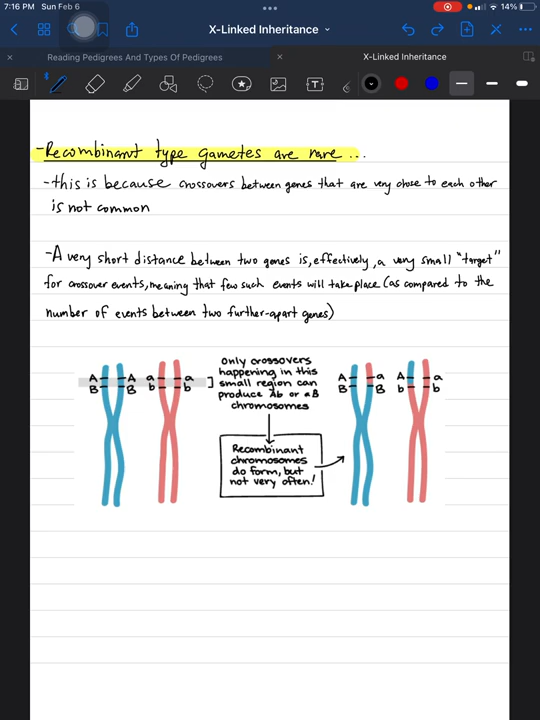 7:16 PM Sun Feb 6
14%
X-Linked Inheritance
Reading Pedigrees And Types Of Pedigrees
X-Linked Inheritance
-Recombinant type gametes are rare...
-this is because crossovers between genes that are very close to each other
is not common
-A very short distance between two genes is, effectively, a very small "target"
for crossover events, meaning that few such events will take place (as compared to the
number of events between two further-apart genes)
only crossovers
happening in this
small region can
produce Ab or aB
chromosomes
A A a a
B B b b
A a A a
B B b b
Recombinant
chromosomes
do form, but
not very often!